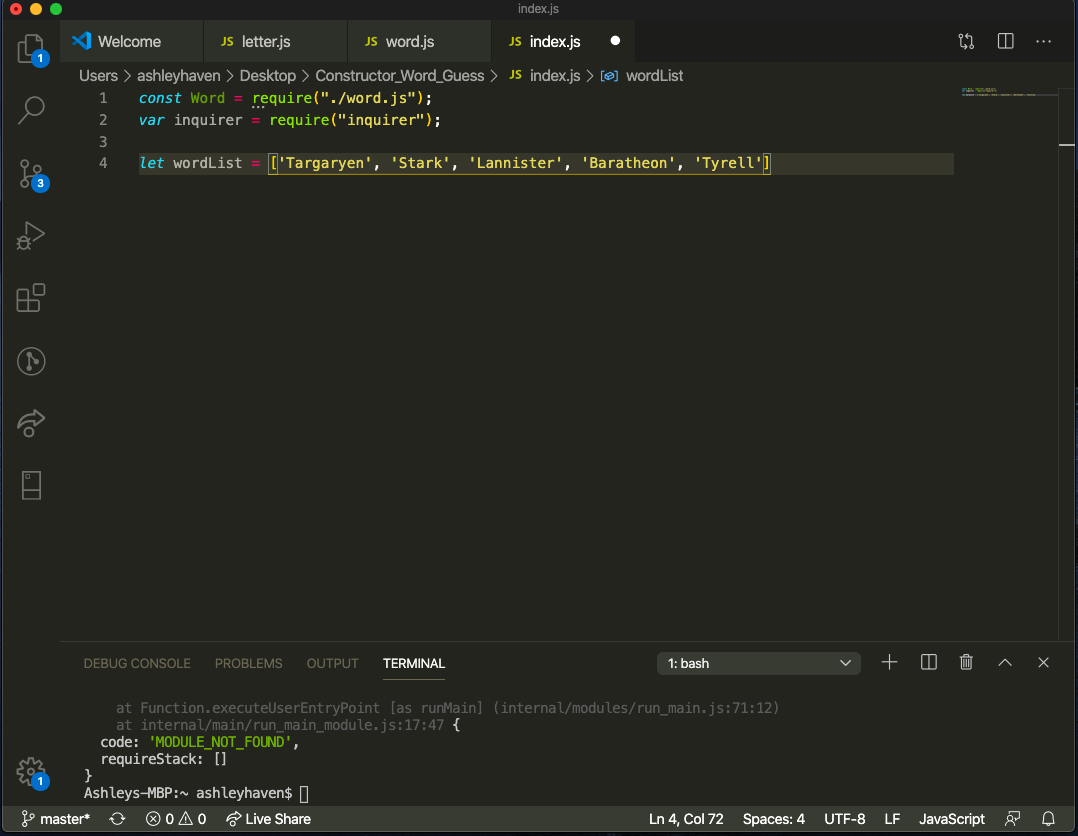 index.js
1
Welcome
JS letter.js
JS word.js
JS index.js
Users > ashleyhaven > Desktop > Constructor_Word_Guess > JS index.js > wordList
1 const Word = require("./word.js");
2 var inquirer = require("inquirer");
3
4 let wordList = ['Targaryen', 'Stark', 'Lannister', 'Baratheon', 'Tyrell']
3
DEBUG CONSOLE PROBLEMS OUTPUT TERMINAL
1: bash
at Function.executeUserEntryPoint [as runMain] (internal/modules/run_main.js:71:12)
at internal/main/run_main_module.js:17:47 {
code: 'MODULE_NOT_FOUND',
requireStack: []
}
Ashleys-MBP:~ ashleyhaven$
1
master* 0 0 Live Share Ln 4, Col 72 Spaces: 4 UTF-8 LF JavaScript